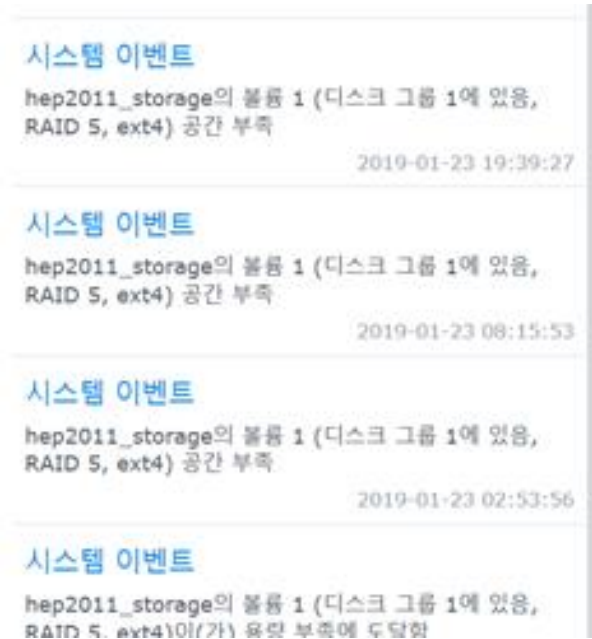 시스템 이벤트
hep2011_storage의 볼륨 1 (디스크 그룹 1에 있음,
RAID 5, ext4) 공간 부족
2019-01-23 19:39:27
시스템 이벤트
hep2011_storage의 볼륨 1 (디스크 그룹 1에 있음,
RAID 5, ext4) 공간 부족
2019-01-23 08:15:53
시스템 이벤트
hep2011_storage의 볼륨 1 (디스크 그룹 1에 있음,
RAID 5, ext4) 공간 부족
2019-01-23 02:53:56
시스템 이벤트
hep2011_storage의 볼륨 1 (디스크 그룹 1에 있음,
RAID 5, ext4)이(가) 용량 부족에 도달함